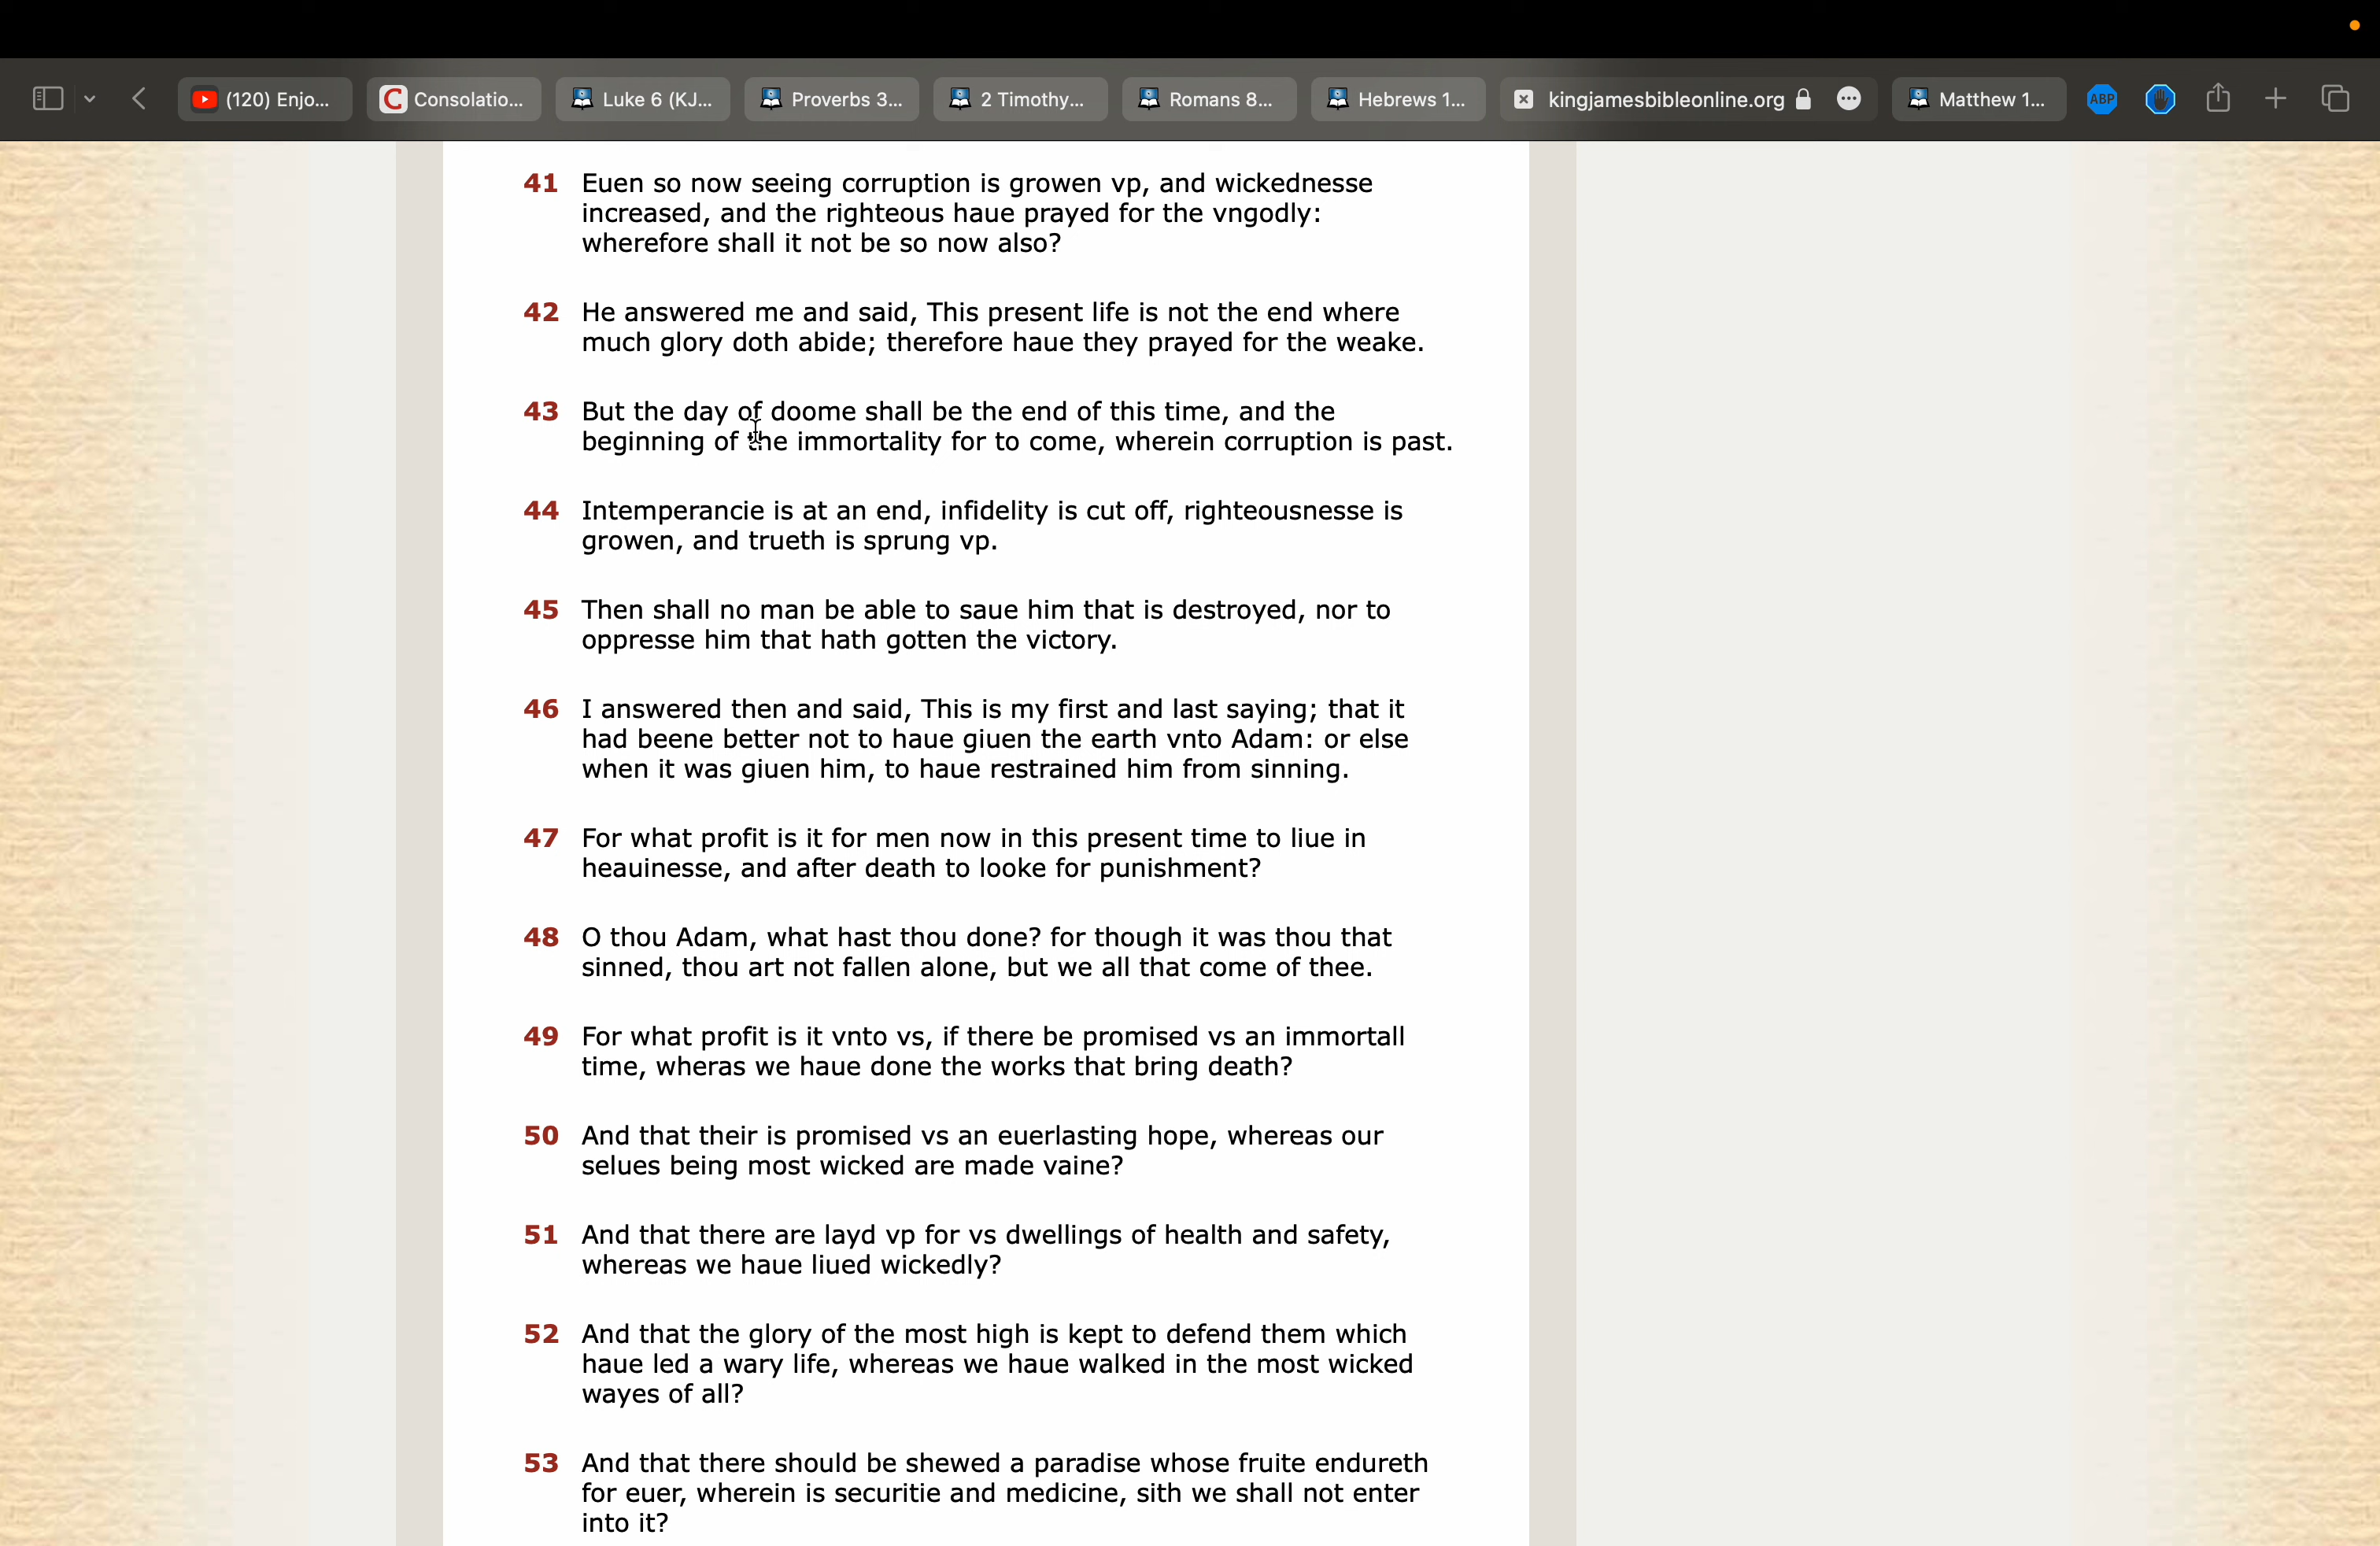 (120) Enjo...
Consolatio...
Luke 6 (KJ...
Proverbs 3...
2 Timothy...
Romans 8...
Hebrews 1...
kingjamesbibleonline.org
Matthew 1...
ABP
41 Euen so now seeing corruption is growen vp, and wickednesse
increased, and the righteous haue prayed for the vngodly:
wherefore shall it not be so now also?
42 He answered me and said, This present life is not the end where
much glory doth abide; therefore haue they prayed for the weake.
43 But the day of doome shall be the end of this time, and the
beginning of the immortality for to come, wherein corruption is past.
44 Intemperancie is at an end, infidelity is cut off, righteousnesse is
growen, and trueth is sprung vp.
45 Then shall no man be able to saue him that is destroyed, nor to
oppresse him that hath gotten the victory.
46 I answered then and said, This is my first and last saying; that it
had beene better not to haue giuen the earth vnto Adam: or else
when it was giuen him, to haue restrained him from sinning.
47 For what profit is it for men now in this present time to liue in
heauinesse, and after death to looke for punishment?
48 O thou Adam, what hast thou done? for though it was thou that
sinned, thou art not fallen alone, but we all that come of thee.
49 For what profit is it vnto vs, if there be promised vs an immortall
time, wheras we haue done the works that bring death?
50 And that their is promised vs an euerlasting hope, whereas our
selues being most wicked are made vaine?
51 And that there are layd vp for vs dwellings of health and safety,
whereas we haue liued wickedly?
52 And that the glory of the most high is kept to defend them which
haue led a wary life, whereas we haue walked in the most wicked
wayes of all?
53 And that there should be shewed a paradise whose fruite endureth
for euer, wherein is securitie and medicine, sith we shall not enter
into it?